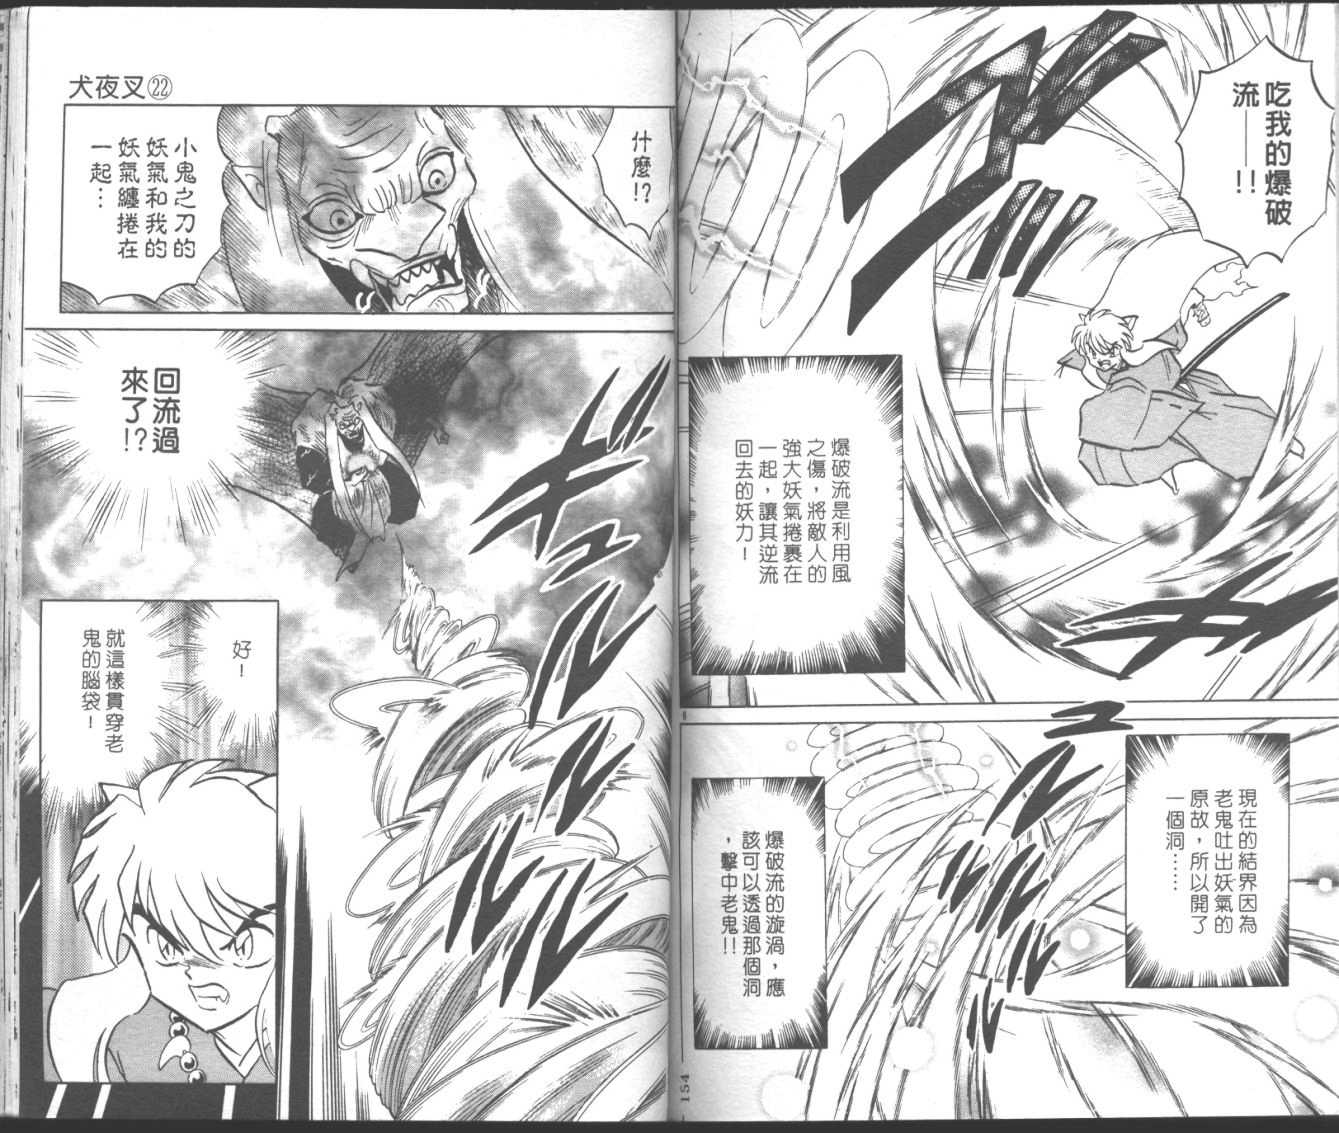 吃我的爆破
流——!!
爆破流是利用風
之傷，將敵人的
強大妖氣捲裹在
一起，讓其逆流
回去的妖力！
現在的結界因為
老鬼吐出妖氣的
原故，所以開了
一個洞……
爆破流的漩渦，應
該可以透過那個洞
，擊中老鬼!!
154
犬夜叉㉒
什麼!?
小鬼之刀的
妖氣和我的
妖氣纏捲在
一起…
回流過
來了!?
ギュルルル
好！
就這樣貫穿老
鬼的腦袋！